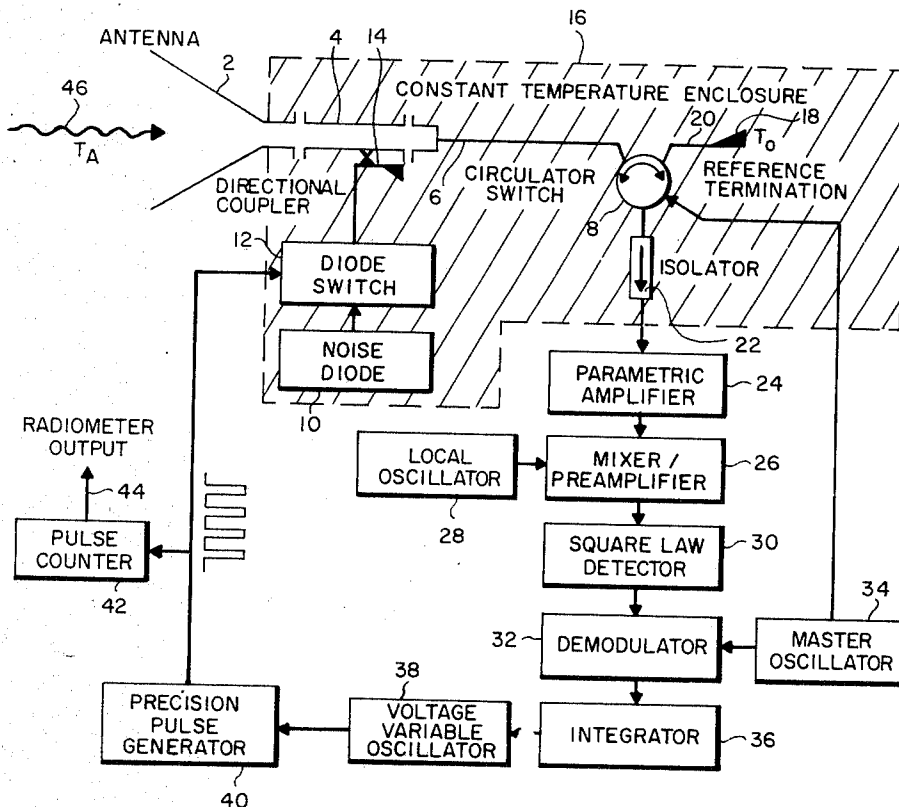 16
ANTENNA
2
4
14
46
CONSTANT TEMPERATURE ENCLOSURE
20
18
T_A
T_o
DIRECTIONAL
COUPLER
6
CIRCULATOR
SWITCH
8
REFERENCE
TERMINATION
12
DIODE
SWITCH
ISOLATOR
22
NOISE
DIODE
10
PARAMETRIC
AMPLIFIER
24
RADIOMETER
OUTPUT
44
LOCAL
OSCILLATOR
28
MIXER /
PREAMPLIFIER
26
PULSE
COUNTER
42
SQUARE LAW
DETECTOR
30
34
32
DEMODULATOR
MASTER
OSCILLATOR
38
PRECISION
PULSE
GENERATOR
40
VOLTAGE
VARIABLE
OSCILLATOR
INTEGRATOR
36